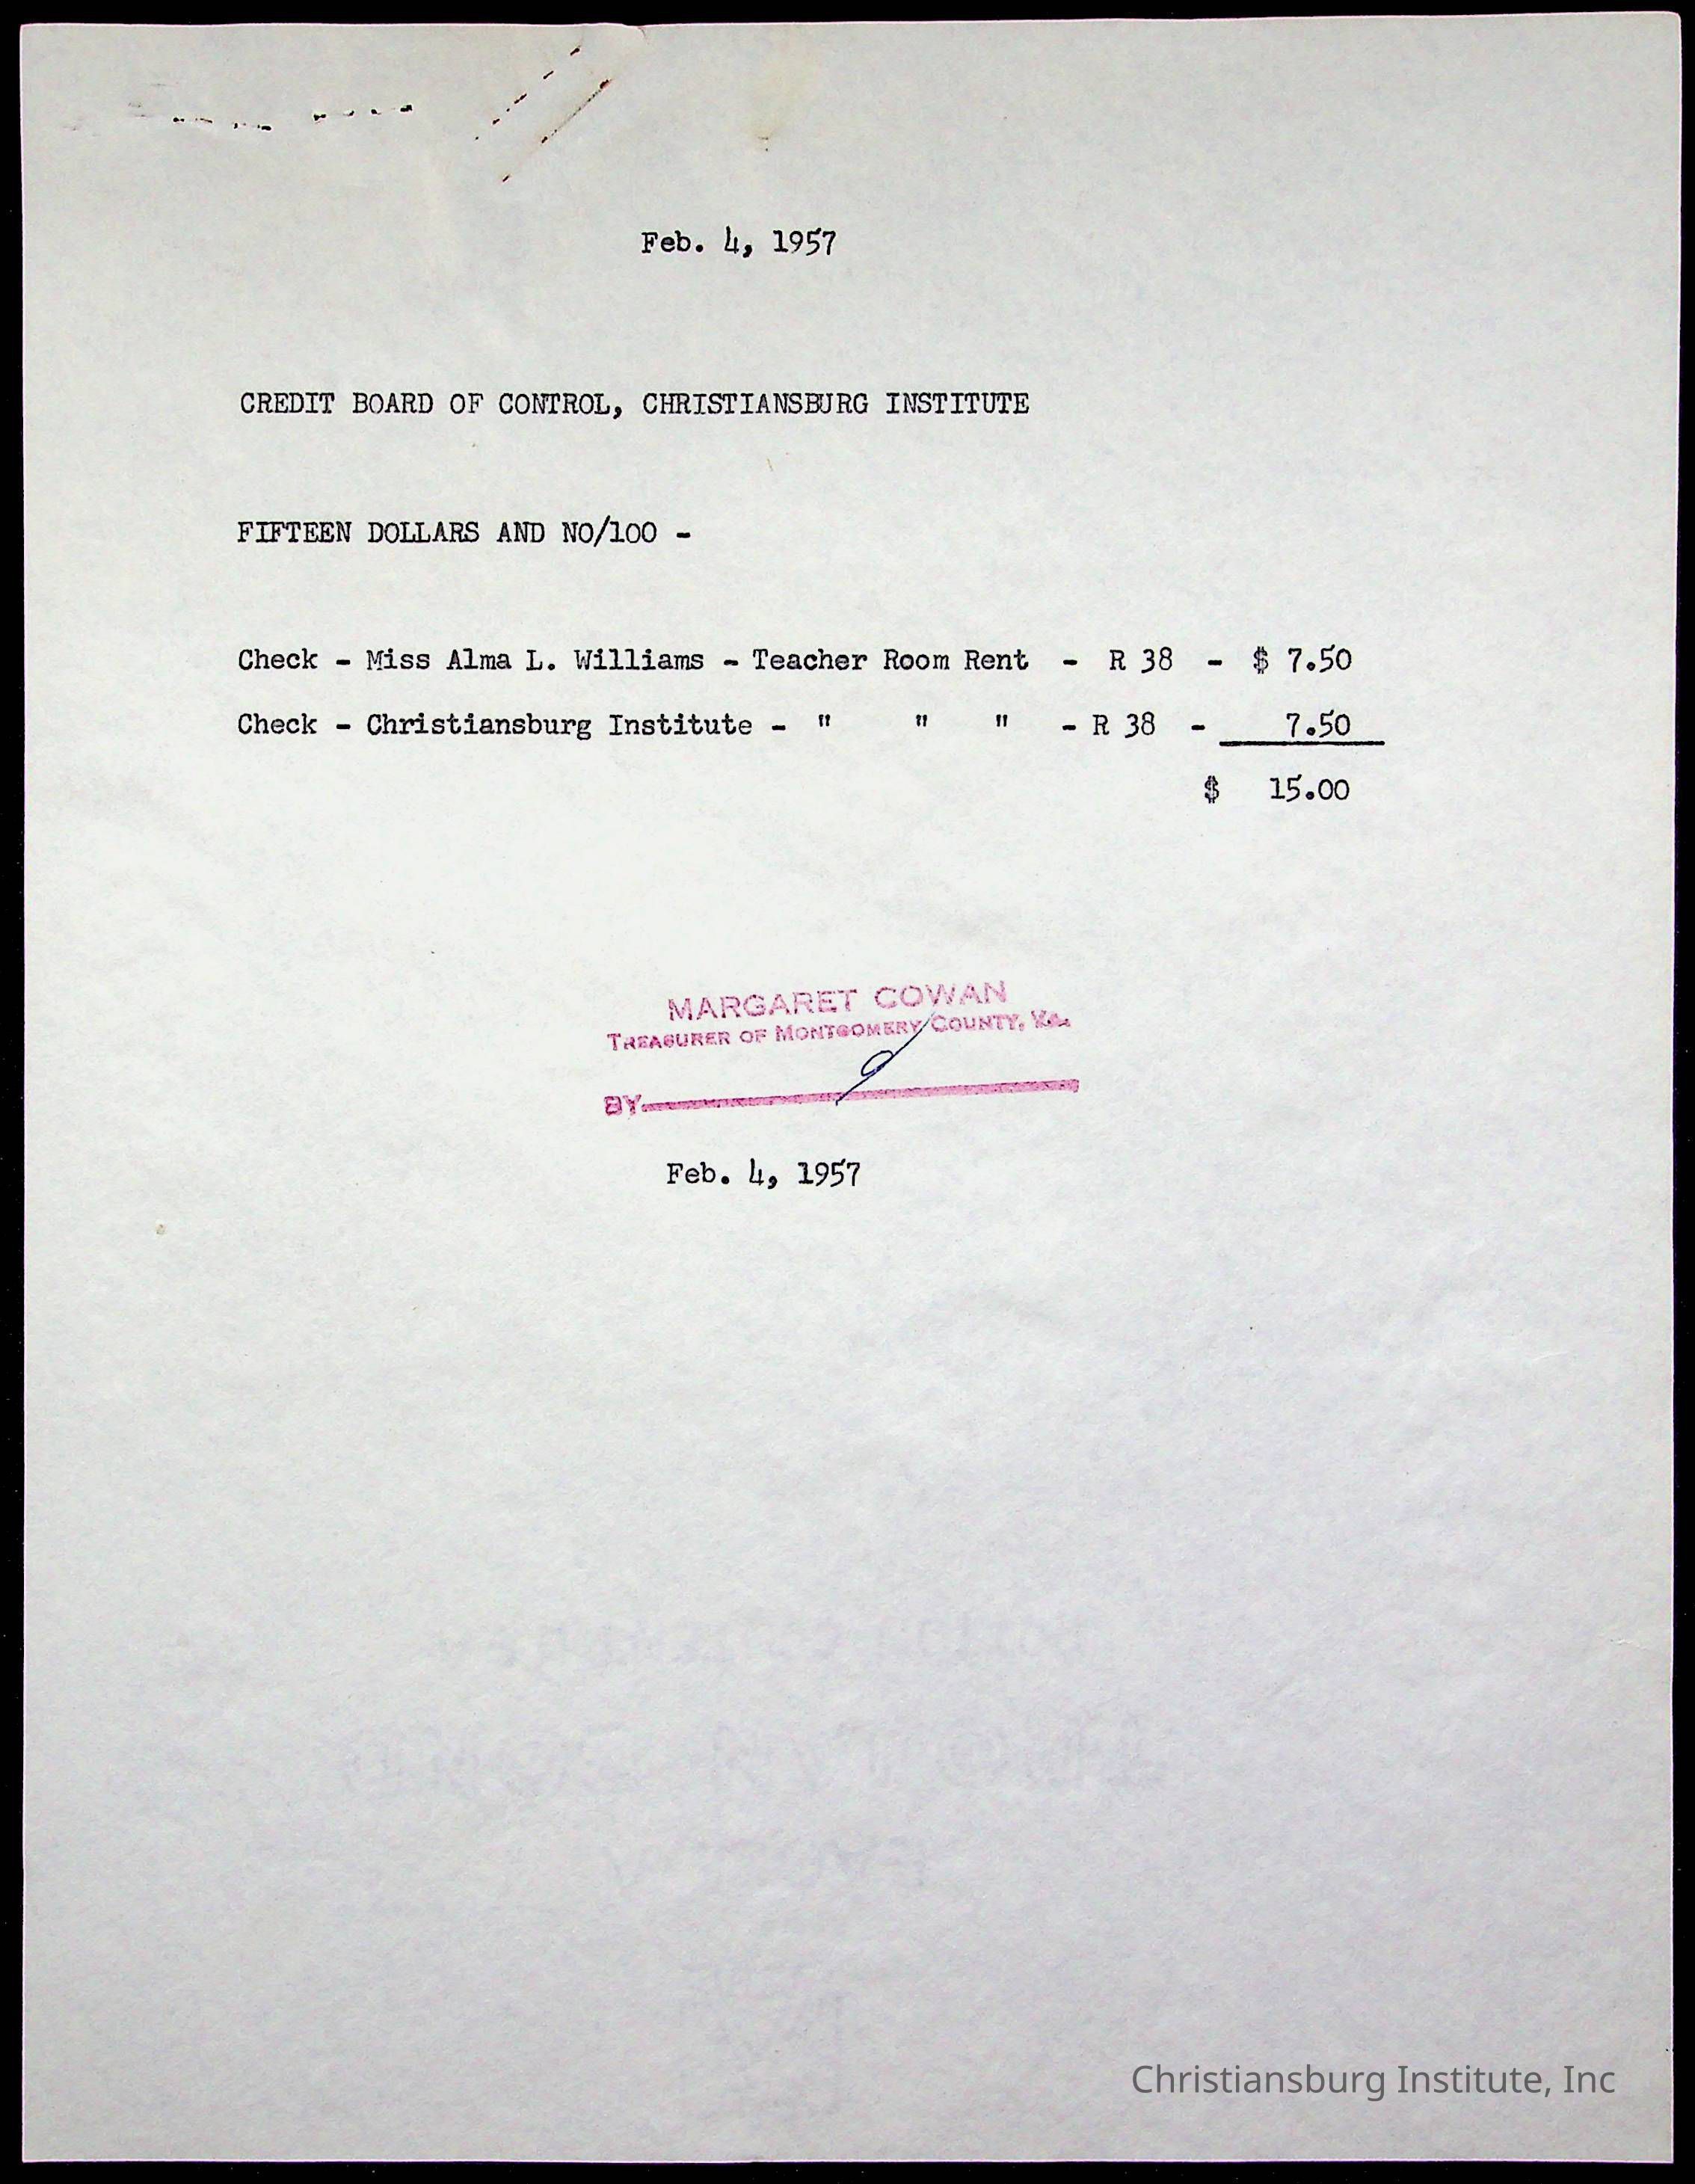 Feb. 4, 1957
CREDIT BOARD OF CONTROL, CHRISTIANSBURG INSTITUTE
FIFTEEN DOLLARS AND NO/100 -
Check - Miss Alma L. Williams - Teacher Room Rent - R 38 - $ 7.50
Check - Christiansburg Institute - " " " - R 38 - 7.50
$ 15.00
MARGARET COWAN
TREASURER OF MONTGOMERY COUNTY, VA.
BY
Feb. 4, 1957
Christiansburg Institute, Inc